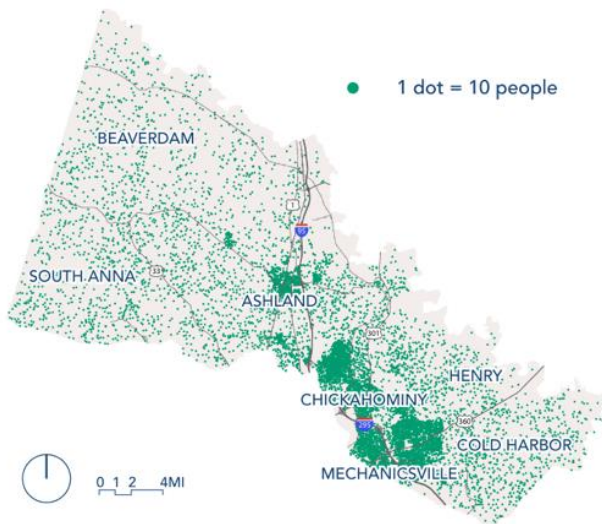 1 dot = 10 people
BEAVERDAM
1
95
SOUTH ANNA
33
ASHLAND
301
HENRY
CHICKAHOMINY
295
360
COLD HARBOR
MECHANICSVILLE
0 1 2 4MI